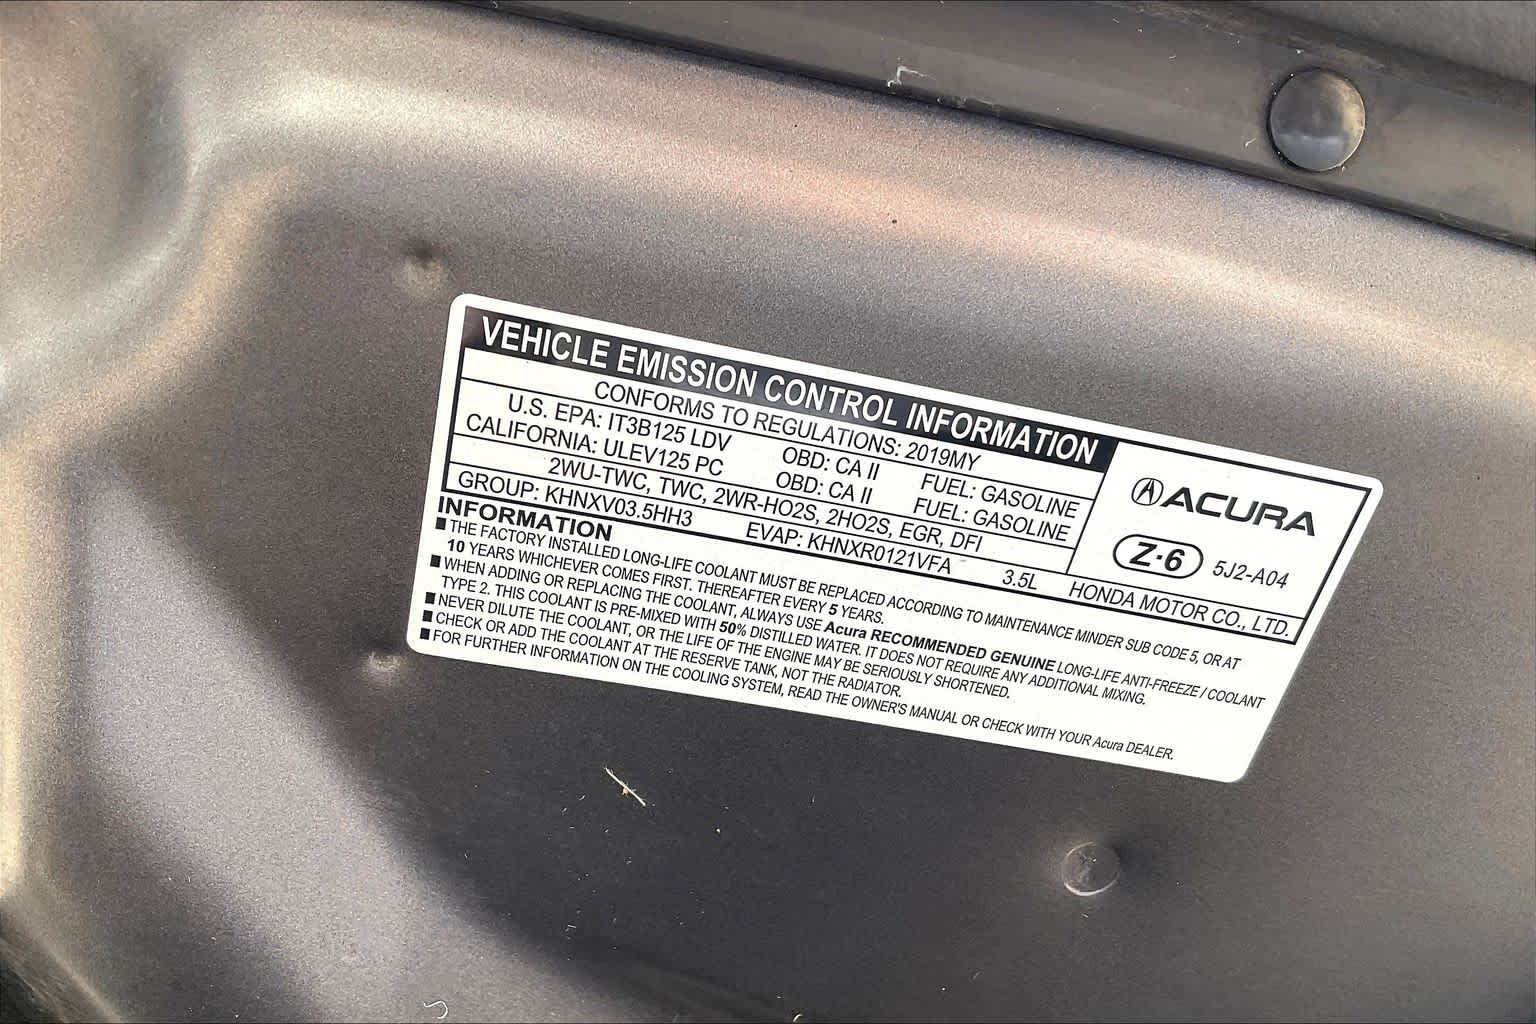 VEHICLE EMISSION CONTROL INFORMATION
CONFORMS TO REGULATIONS: 2019MY
U.S. EPA: IT3B125 LDV OBD: CA II FUEL: GASOLINE
CALIFORNIA: ULEV125 PC OBD: CA II FUEL: GASOLINE
2WU-TWC, TWC, 2WR-HO2S, 2HO2S, EGR, DFI
GROUP: KHNXV03.5HH3 EVAP: KHNXR0121VFA 3.5L HONDA MOTOR CO., LTD.
ACURA
Z·6 5J2-A04
INFORMATION
■ THE FACTORY INSTALLED LONG-LIFE COOLANT MUST BE REPLACED ACCORDING TO MAINTENANCE MINDER SUB CODE 5, OR AT
10 YEARS WHICHEVER COMES FIRST. THEREAFTER EVERY 5 YEARS.
■ WHEN ADDING OR REPLACING THE COOLANT, ALWAYS USE Acura RECOMMENDED GENUINE LONG-LIFE ANTI-FREEZE / COOLANT
TYPE 2. THIS COOLANT IS PRE-MIXED WITH 50% DISTILLED WATER. IT DOES NOT REQUIRE ANY ADDITIONAL MIXING.
■ NEVER DILUTE THE COOLANT, OR THE LIFE OF THE ENGINE MAY BE SERIOUSLY SHORTENED.
■ CHECK OR ADD THE COOLANT AT THE RESERVE TANK, NOT THE RADIATOR.
■ FOR FURTHER INFORMATION ON THE COOLING SYSTEM, READ THE OWNER'S MANUAL OR CHECK WITH YOUR Acura DEALER.